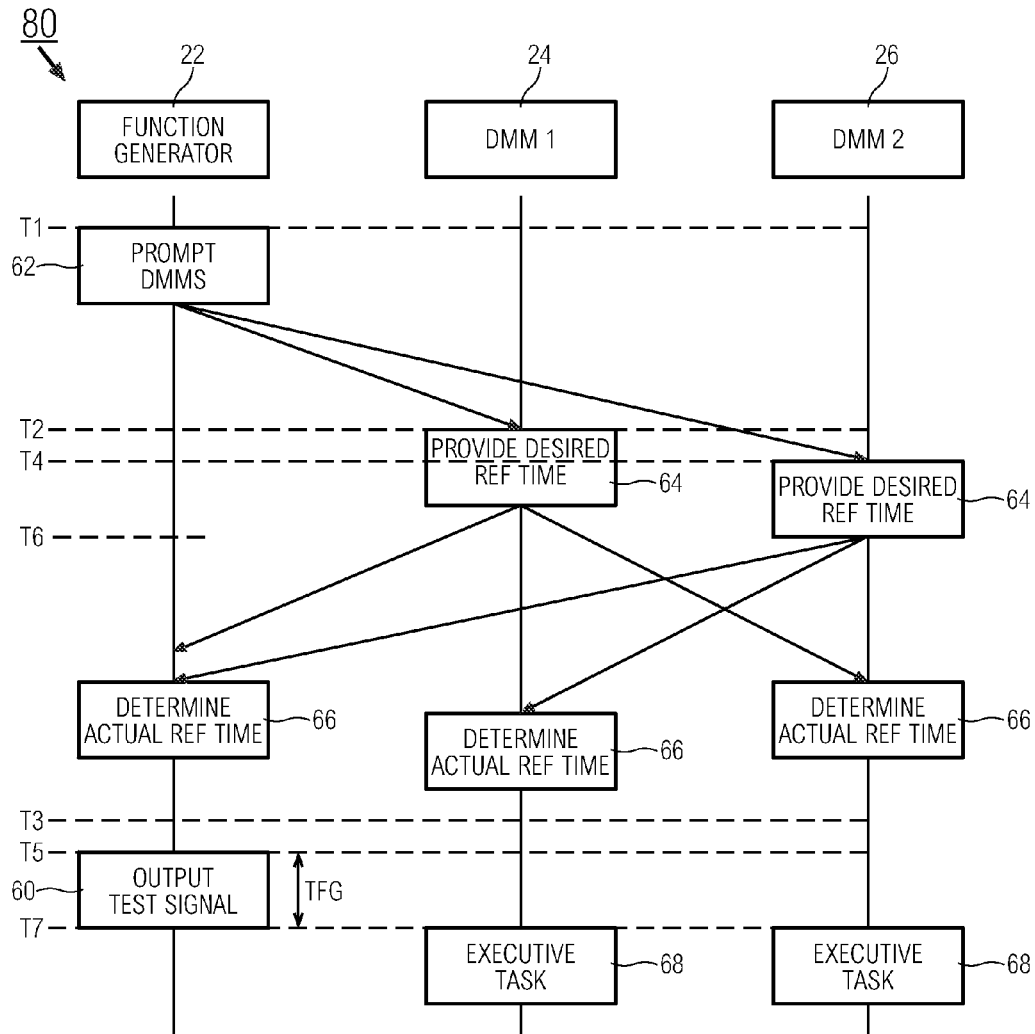 80
22
24
26
FUNCTION
GENERATOR
DMM 1
DMM 2
T1
62
PROMPT
DMMS
T2
T4
PROVIDE DESIRED
REF TIME
64
PROVIDE DESIRED
REF TIME
64
T6
DETERMINE
ACTUAL REF TIME
66
DETERMINE
ACTUAL REF TIME
66
DETERMINE
ACTUAL REF TIME
66
T3
T5
60
OUTPUT
TEST SIGNAL
TFG
T7
EXECUTIVE
TASK
68
EXECUTIVE
TASK
68